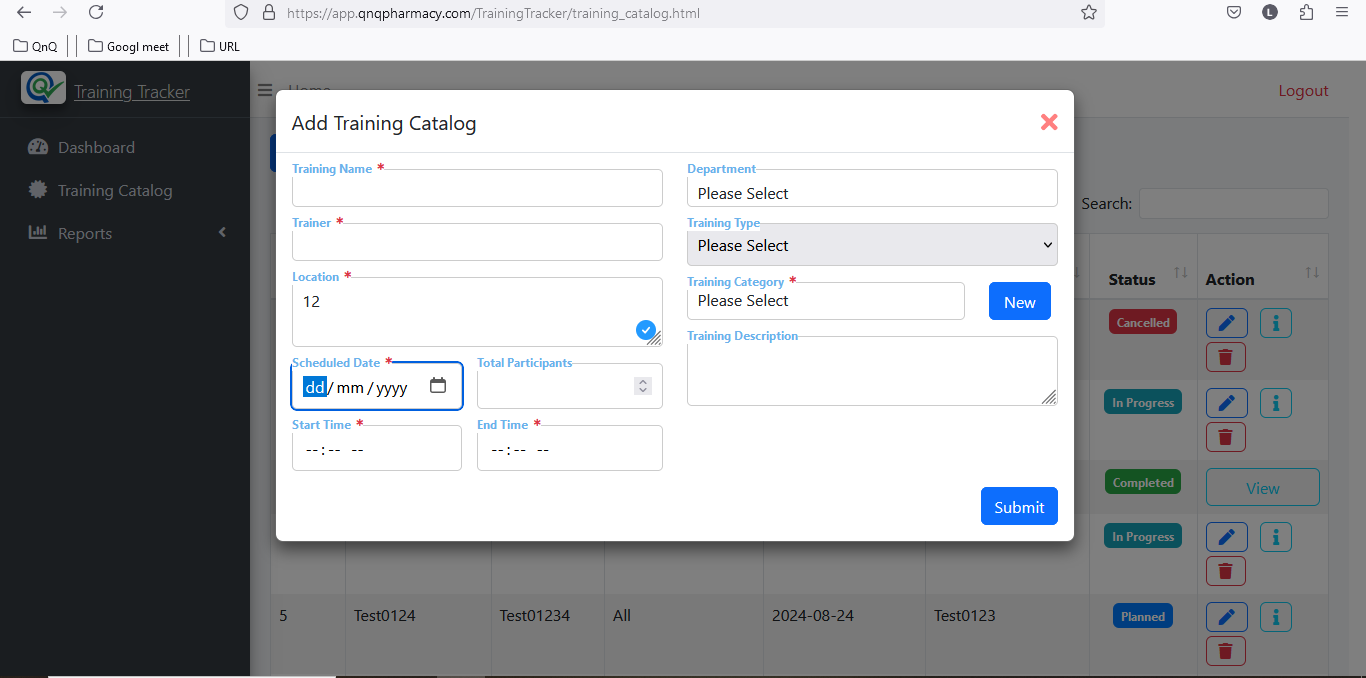 https://app.qnqpharmacy.com/TrainingTracker/training_catalog.html
L
QnQ
Googl meet
URL
Training Tracker
Home
Logout
Dashboard
Training Catalog
Reports
Add Training Catalog
Training Name *
Department
Please Select
Search:
Trainer *
Training Type
Please Select
Location *
12
Training Category *
Please Select
New
Status
Action
Training Description
Scheduled Date *
dd/mm/yyyy
Total Participants
Start Time *
--:-- --
End Time *
--:-- --
Submit
Cancelled
In Progress
Completed
View
In Progress
5 Test0124 Test01234 All 2024-08-24 Test0123 Planned